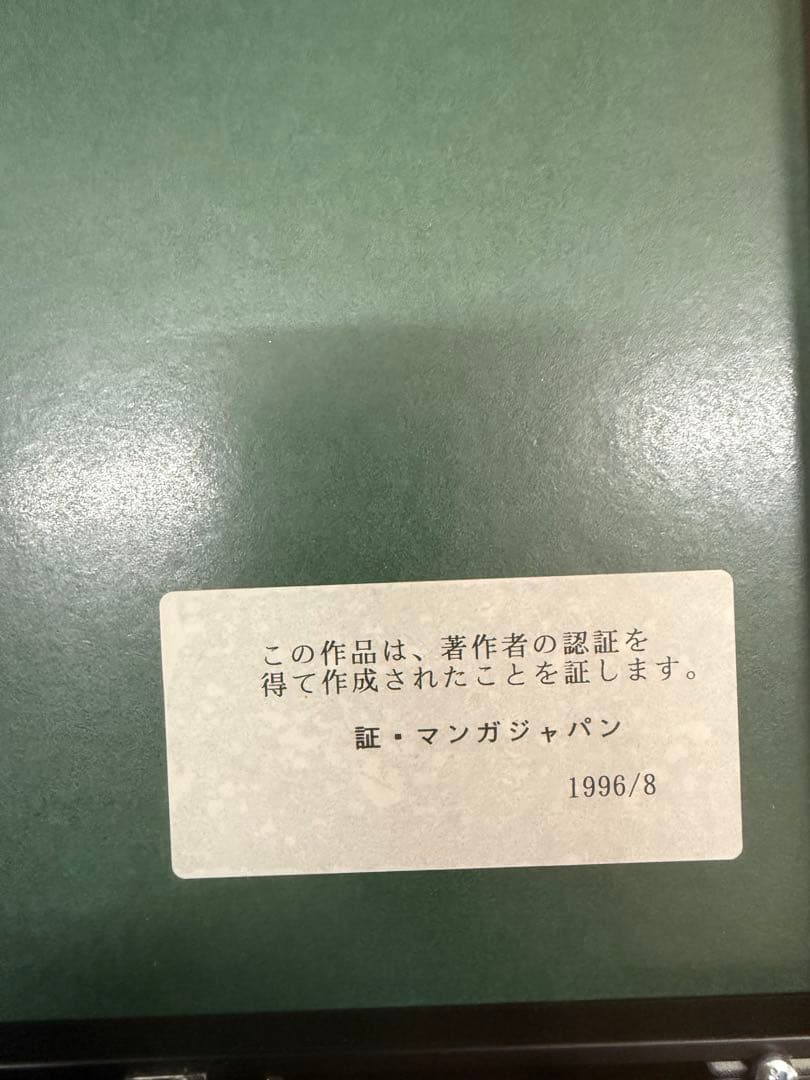 この作品は、著作者の認証を
得て作成されたことを証します。
証・マンガジャパン
1996/8